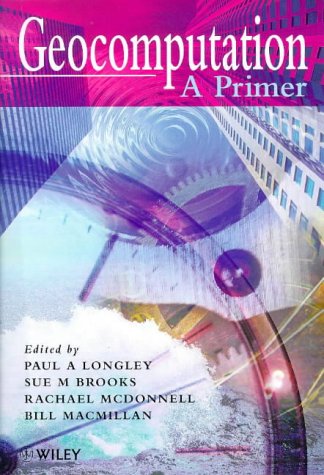 Geocomputation
A Primer
Edited by
PAUL A LONGLEY
SUE M BROOKS
RACHAEL MCDONNELL
BILL MACMILLAN
WILEY